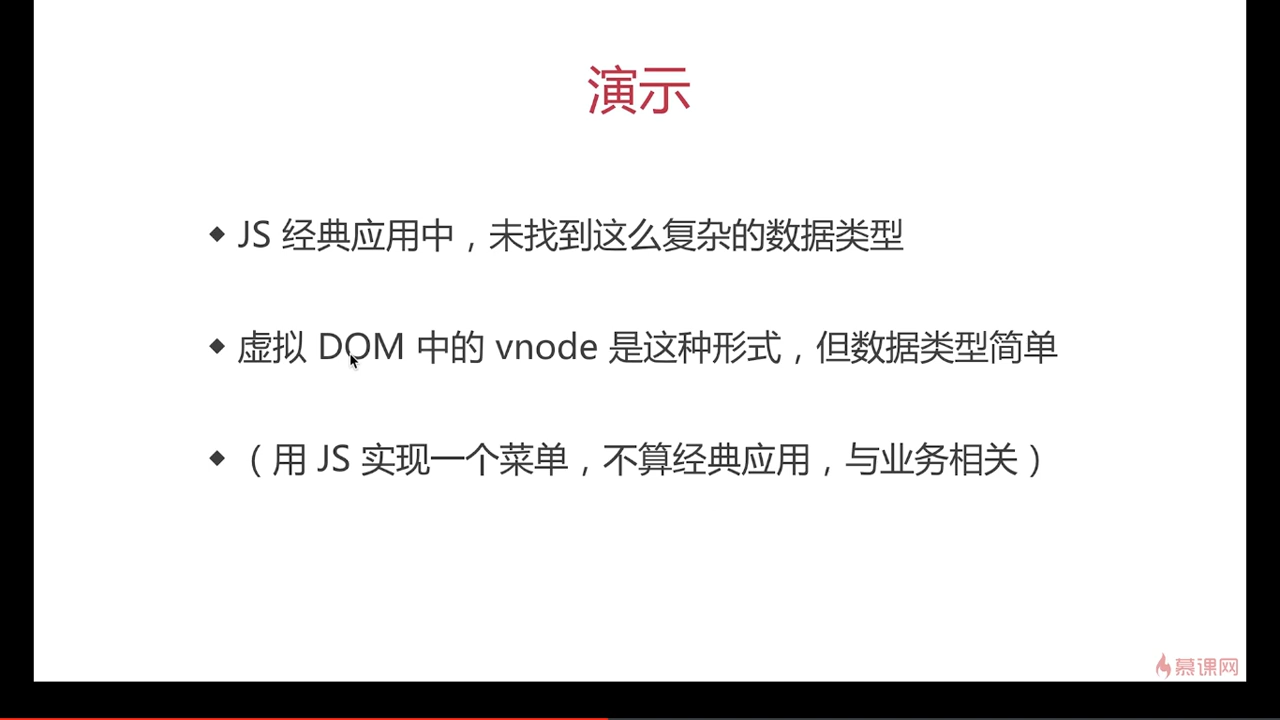 演示
◆ JS 经典应用中，未找到这么复杂的数据类型
◆ 虚拟 DOM 中的 vnode 是这种形式，但数据类型简单
◆ （用 JS 实现一个菜单，不算经典应用，与业务相关）
慕课网